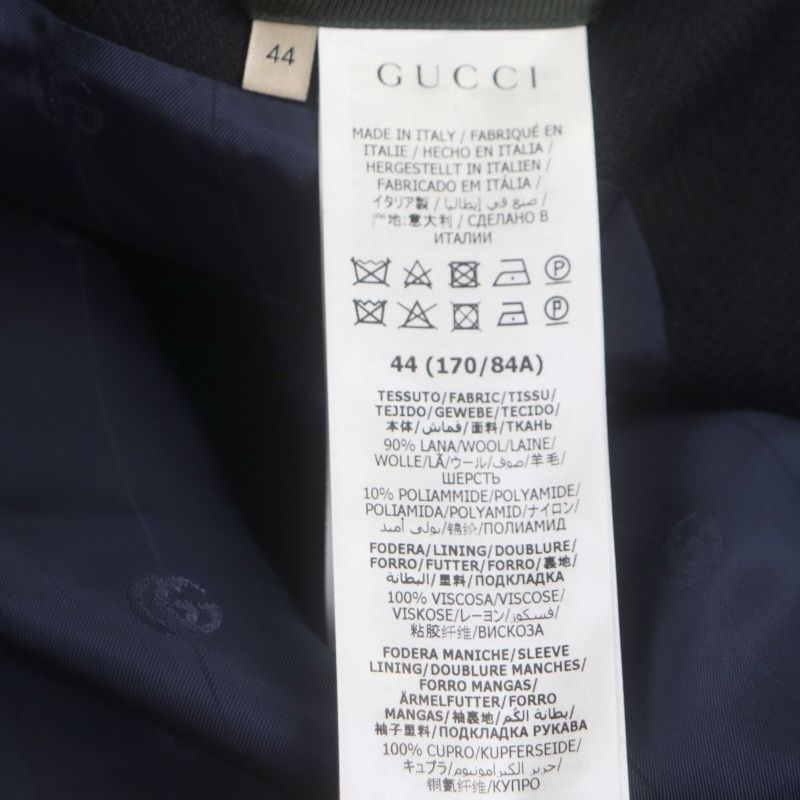 44
GUCCI
MADE IN ITALY / FABRIQUÉ EN
ITALIE / HECHO EN ITALIA /
HERGESTELLT IN ITALIEN /
FABRICADO EM ITÁLIA /
イタリア製 / صنع في إيطاليا /
产地:意大利 / СДЕЛАНО В
ИТАЛИИ
P
P
44 (170/84A)
TESSUTO/FABRIC/TISSU/
TEJIDO/GEWEBE/TECIDO/
本体/قماش/面料/ТКАНЬ
90% LANA/WOOL/LAINE/
WOLLE/LÃ/ウール/صوف/羊毛/
ШЕРСТЬ
10% POLIAMMIDE/POLYAMIDE/
POLIAMIDA/POLYAMID/ナイロン/
بولي أميد/锦纶/ПОЛИАМИД
FODERA/LINING/DOUBLURE/
FORRO/FUTTER/FORRO/裏地/
البطانة/里料/ПОДКЛАДКА
100% VISCOSA/VISCOSE/
VISKOSE/レーヨン/فسكوز/
粘胶纤维/ВИСКОЗА
FODERA MANICHE/SLEEVE
LINING/DOUBLURE MANCHES/
FORRO MANGAS/
ÄRMELFUTTER/FORRO
MANGAS/袖裏地/بطانة الكم/
袖子里料/ПОДКЛАДКА РУКАВА
100% CUPRO/KUPFERSEIDE/
キュプラ/حرير الكبرامونيوم/
铜氨纤维/КУПРО